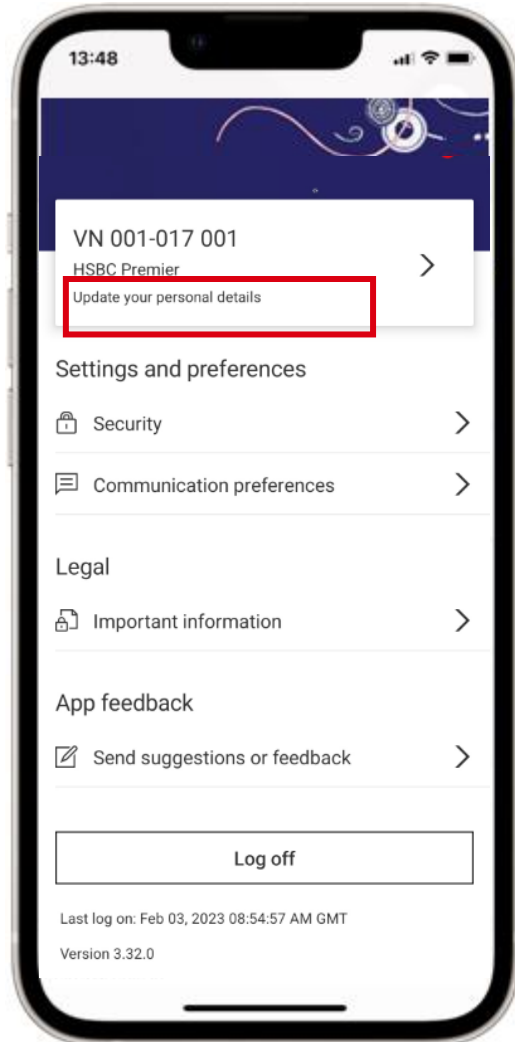 13:48
VN 001-017 001
HSBC Premier
Update your personal details
Settings and preferences
Security
Communication preferences
Legal
Important information
App feedback
Send suggestions or feedback
Log off
Last log on: Feb 03, 2023 08:54:57 AM GMT
Version 3.32.0